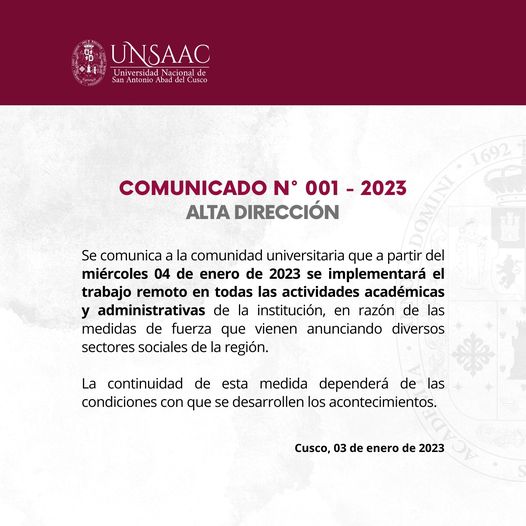 UNSAAC
Universidad Nacional de
San Antonio Abad del Cusco
COMUNICADO N° 001 - 2023
ALTA DIRECCIÓN
Se comunica a la comunidad universitaria que a partir del
miércoles 04 de enero de 2023 se implementará el
trabajo remoto en todas las actividades académicas
y administrativas de la institución, en razón de las
medidas de fuerza que vienen anunciando diversos
sectores sociales de la región.
La continuidad de esta medida dependerá de las
condiciones con que se desarrollen los acontecimientos.
Cusco, 03 de enero de 2023
DOMINI • 1692